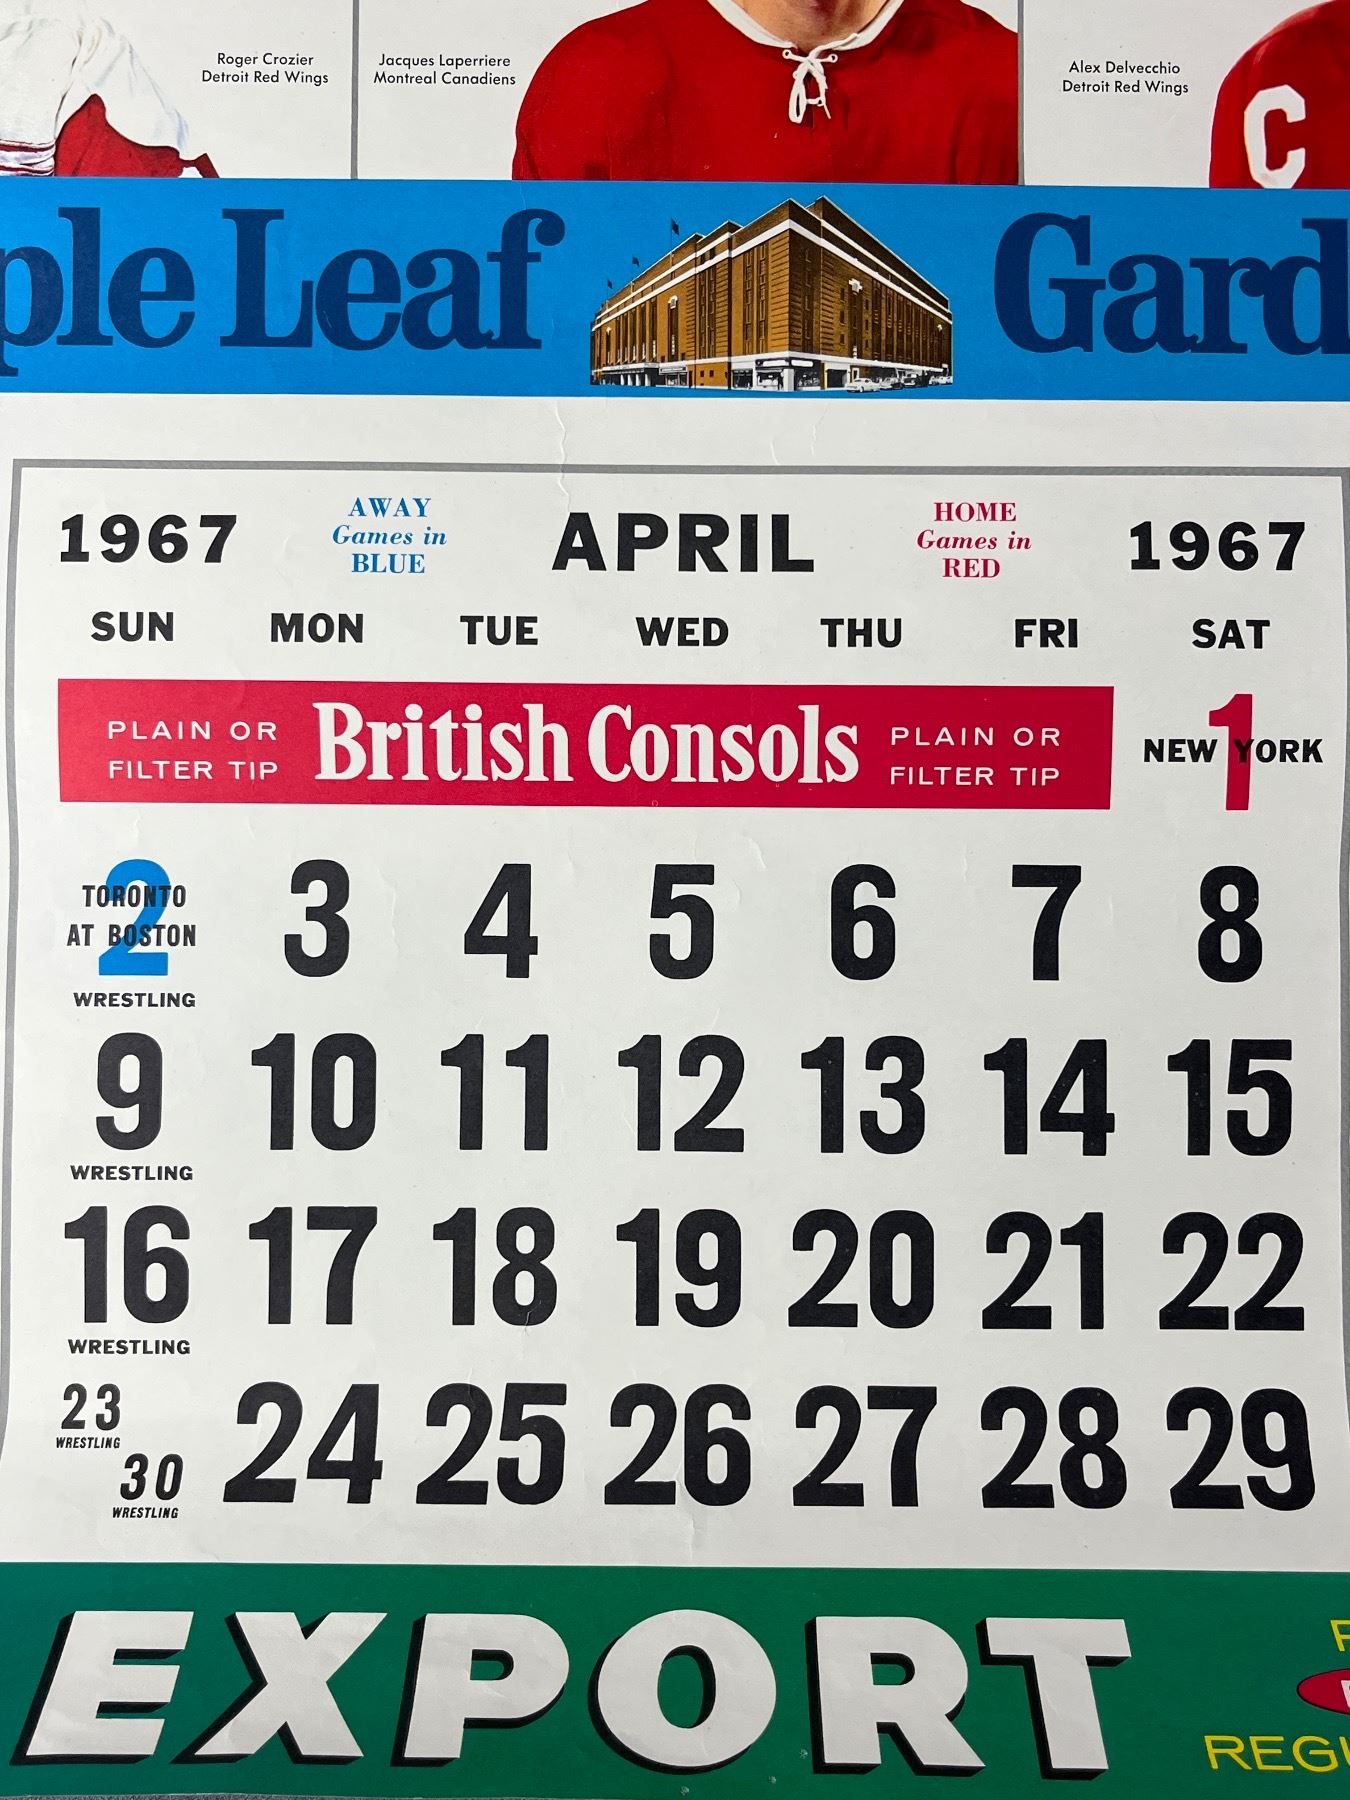 Roger Crozier
Detroit Red Wings
Jacques Laperriere
Montreal Canadiens
Alex Delvecchio
Detroit Red Wings
C
ple Leaf Gard
1967
AWAY
Games in
BLUE
APRIL
HOME
Games in
RED
1967
SUN MON TUE WED THU FRI SAT
PLAIN OR
FILTER TIP
British Consols
PLAIN OR
FILTER TIP
1
NEW YORK
2 3 4 5 6 7 8
TORONTO
AT BOSTON
WRESTLING
9 10 11 12 13 14 15
WRESTLING
16 17 18 19 20 21 22
WRESTLING
23
WRESTLING
30
WRESTLING
24 25 26 27 28 29
EXPORT
REGU